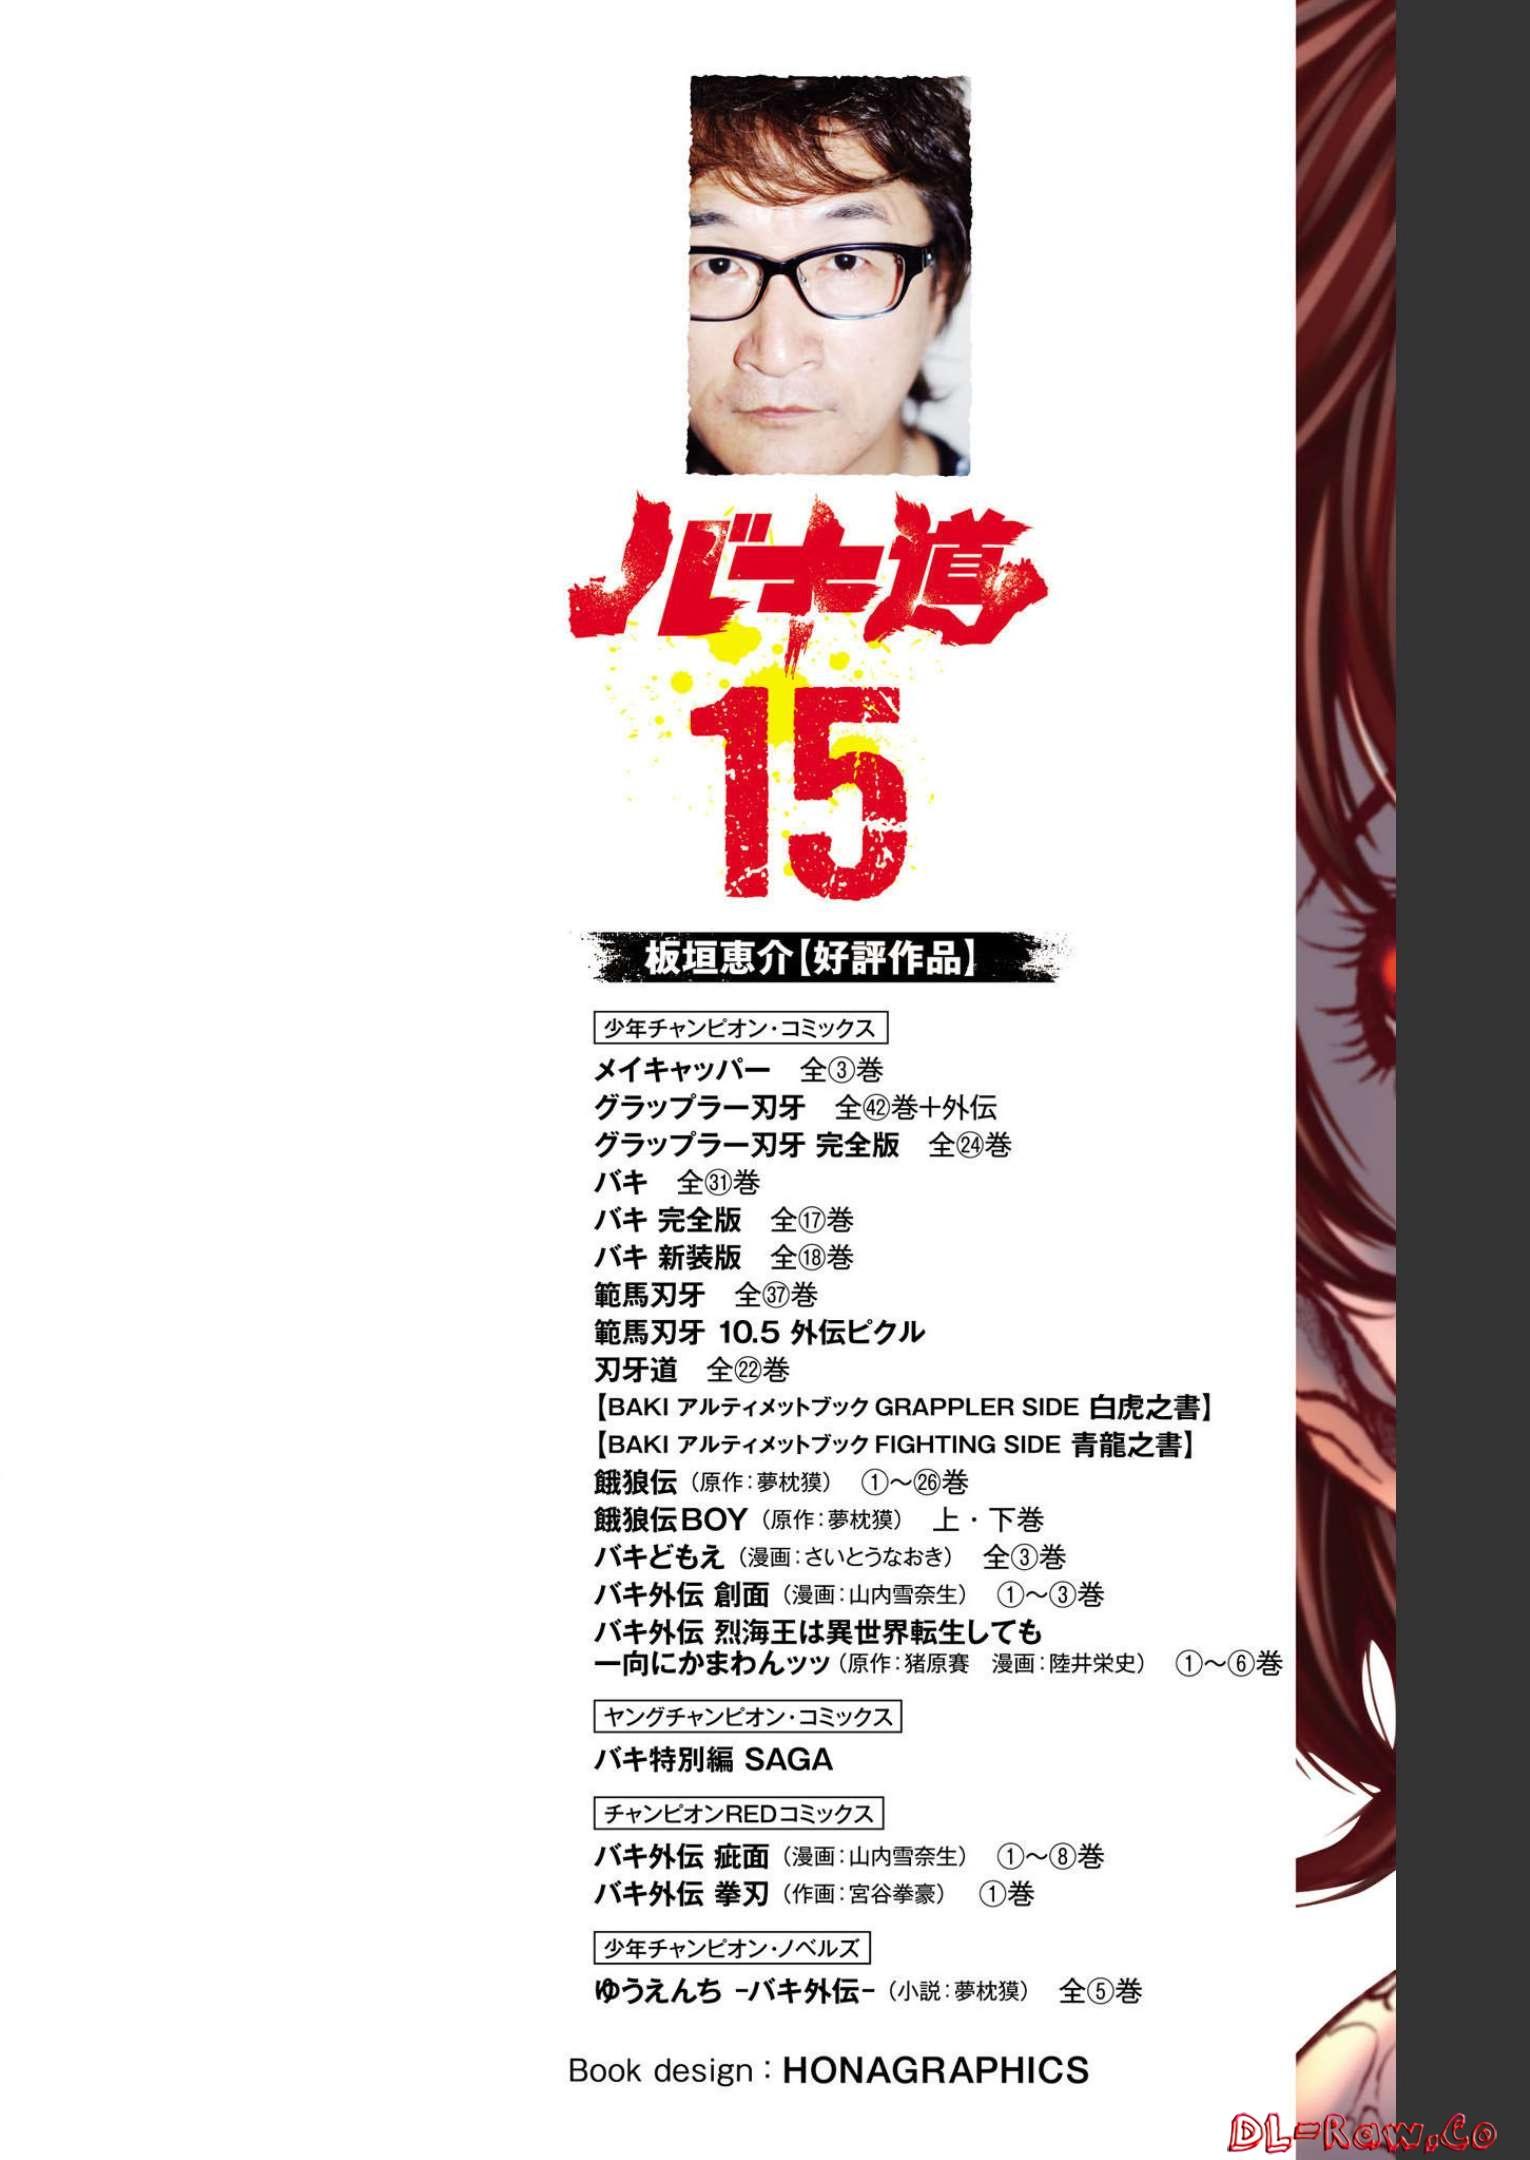 バキ道
15
板垣恵介【好評作品】
少年チャンピオン・コミックス
メイキャッパー　全③巻
グラップラー刃牙　全㊷巻＋外伝
グラップラー刃牙 完全版　全㉔巻
バキ　全㉛巻
バキ 完全版　全⑰巻
バキ 新装版　全⑱巻
範馬刃牙　全㊲巻
範馬刃牙 10.5 外伝ピクル
刃牙道　全㉒巻
【BAKI アルティメットブック GRAPPLER SIDE 白虎之書】
【BAKI アルティメットブック FIGHTING SIDE 青龍之書】
餓狼伝（原作：夢枕獏）　①〜㉖巻
餓狼伝BOY（原作：夢枕獏）　上・下巻
バキどもえ（漫画：さいとうなおき）　全③巻
バキ外伝 創面（漫画：山内雪奈生）　①〜③巻
バキ外伝 烈海王は異世界転生しても
一向にかまわんッッ（原作：猪原賽　漫画：陸井栄史）　①〜⑥巻
ヤングチャンピオン・コミックス
バキ特別編 SAGA
チャンピオンREDコミックス
バキ外伝 疵面（漫画：山内雪奈生）　①〜⑧巻
バキ外伝 拳刃（作画：宮谷拳豪）　①巻
少年チャンピオン・ノベルズ
ゆうえんち -バキ外伝-（小説：夢枕獏）　全⑤巻
Book design：HONAGRAPHICS
DL-Raw.Co